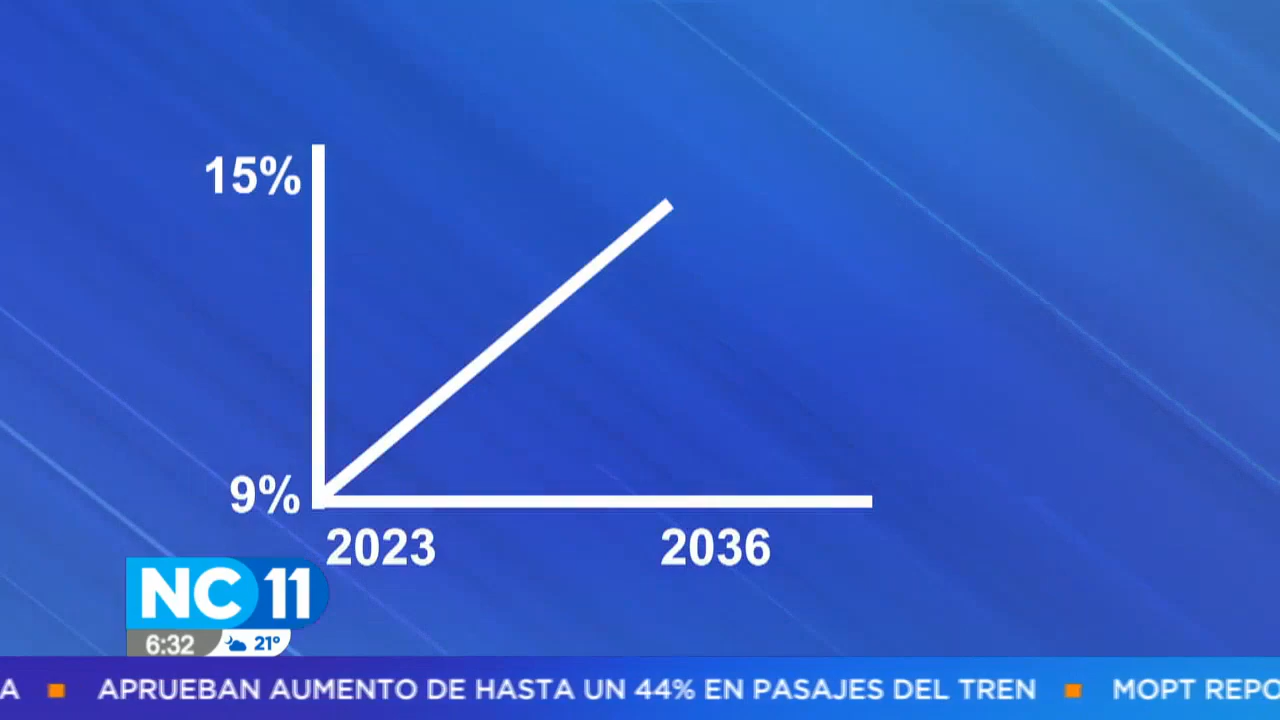 15%
9%
2023
2036
NC 11
6:32 21°
A ▪ APRUEBAN AUMENTO DE HASTA UN 44% EN PASAJES DEL TREN ▪ MOPT REPO